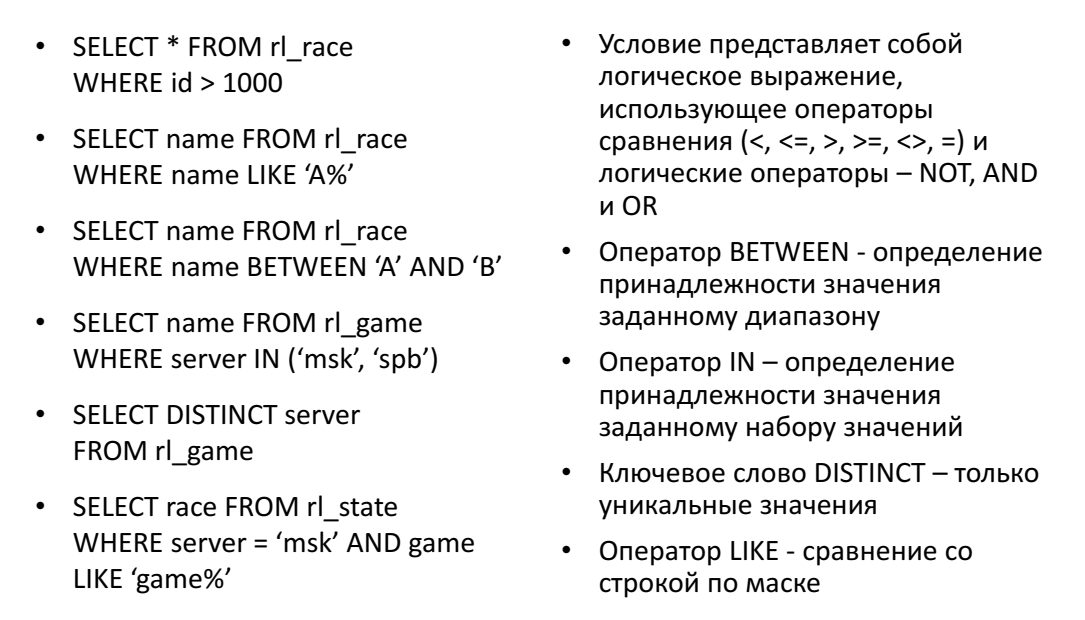 • SELECT * FROM rl_race
WHERE id > 1000
• SELECT name FROM rl_race
WHERE name LIKE ‘A%’
• SELECT name FROM rl_race
WHERE name BETWEEN ‘A’ AND ‘B’
• SELECT name FROM rl_game
WHERE server IN (‘msk’, ‘spb’)
• SELECT DISTINCT server
FROM rl_game
• SELECT race FROM rl_state
WHERE server = ‘msk’ AND game
LIKE ‘game%’
• Условие представляет собой
логическое выражение,
использующее операторы
сравнения (<, <=, >, >=, <>, =) и
логические операторы – NOT, AND
и OR
• Оператор BETWEEN - определение
принадлежности значения
заданному диапазону
• Оператор IN – определение
принадлежности значения
заданному набору значений
• Ключевое слово DISTINCT – только
уникальные значения
• Оператор LIKE - сравнение со
строкой по маске